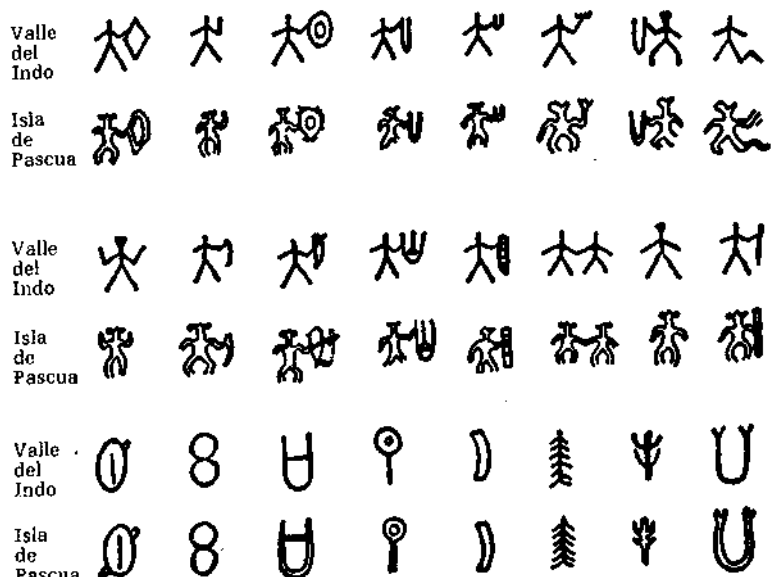 Valle
del
Indo
Isla
de
Pascua
Valle
del
Indo
Isla
de
Pascua
Valle
del
Indo
Isla
de
Pascua